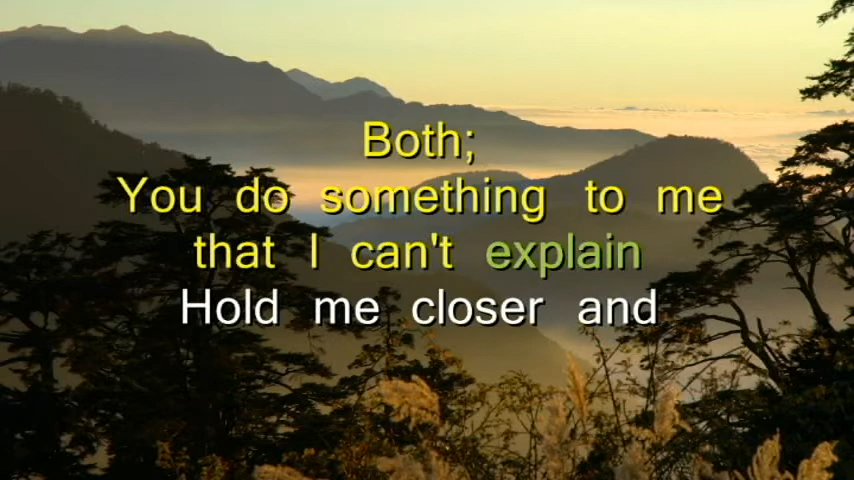 Both;
You do something to me
that I can't explain
Hold me closer and